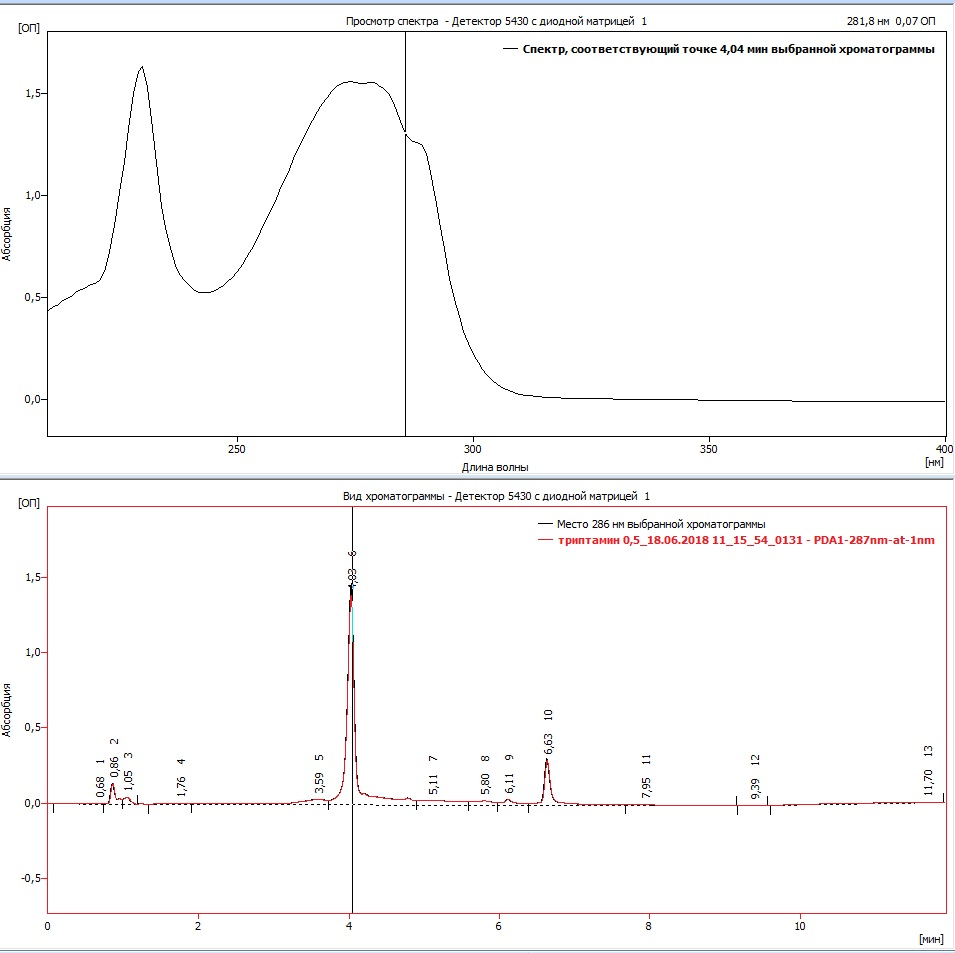 Просмотр спектра - Детектор 5430 с диодной матрицей 1
281,8 нм 0,07 ОП
[ОП]
Спектр, соответствующий точке 4,04 мин выбранной хроматограммы
1,5
1,0
0,5
0,0
Абсорбция
250
300
350
400
Длина волны
[нм]
Вид хроматограммы - Детектор 5430 с диодной матрицей 1
[ОП]
Место 286 нм выбранной хроматограммы
триптамин 0,5_18.06.2018 11_15_54_0131 - PDA1-287nm-at-1nm
1,5
1,0
0,5
0,0
-0,5
Абсорбция
0,68 1
0,86 2
1,05 3
1,76 4
3,59 5
4,03 6
5,11 7
5,80 8
6,11 9
6,63 10
7,95 11
9,39 12
11,70 13
0
2
4
6
8
10
[мин]